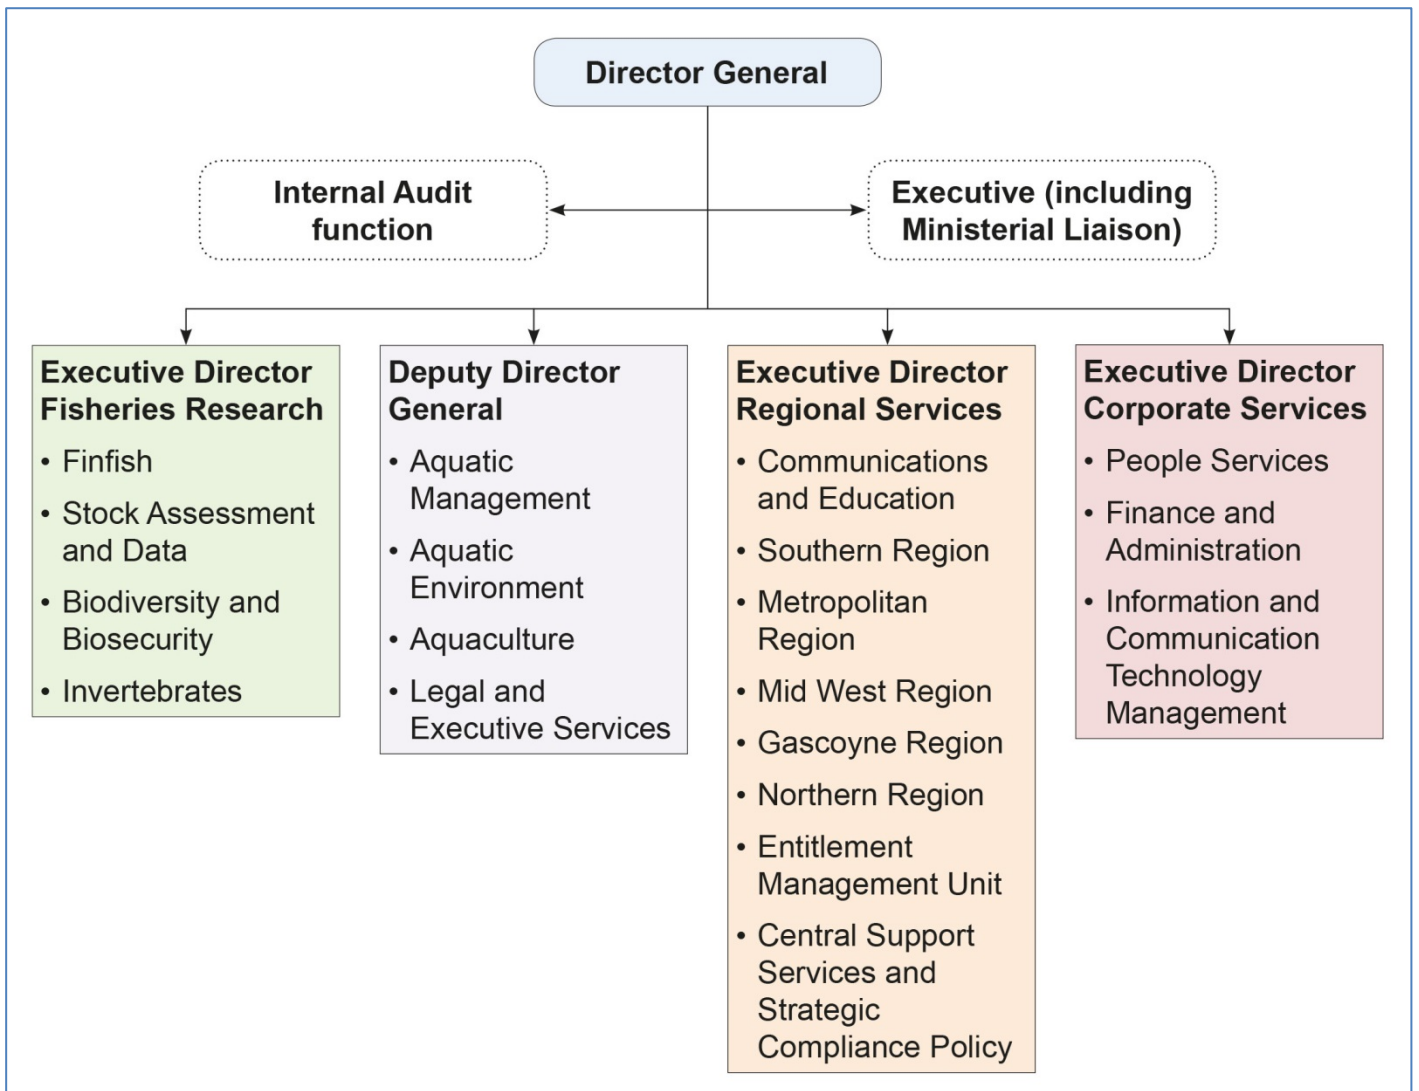 Director General
Internal Audit
function
Executive (including
Ministerial Liaison)
Executive Director
Fisheries Research
• Finfish
• Stock Assessment
and Data
• Biodiversity and
Biosecurity
• Invertebrates
Deputy Director
General
• Aquatic
Management
• Aquatic
Environment
• Aquaculture
• Legal and
Executive Services
Executive Director
Regional Services
• Communications
and Education
• Southern Region
• Metropolitan
Region
• Mid West Region
• Gascoyne Region
• Northern Region
• Entitlement
Management Unit
• Central Support
Services and
Strategic
Compliance Policy
Executive Director
Corporate Services
• People Services
• Finance and
Administration
• Information and
Communication
Technology
Management